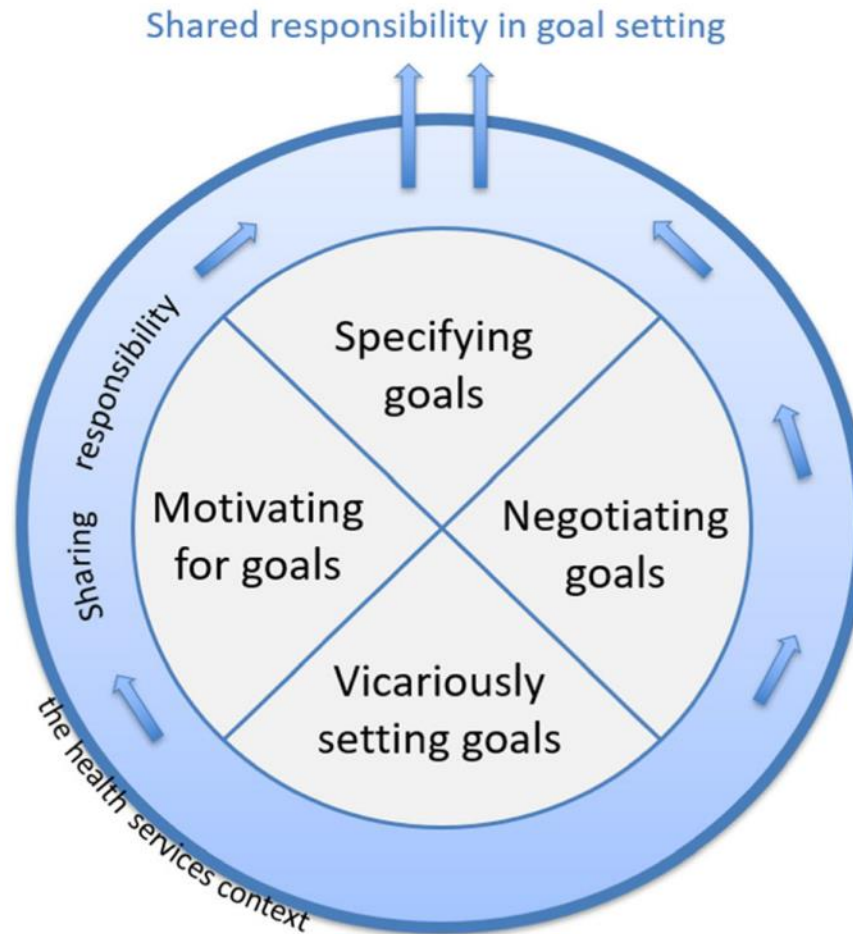 Shared responsibility in goal setting
Specifying
goals
Motivating
for goals
Negotiating
goals
Vicariously
setting goals
Sharing responsibility
the health services context